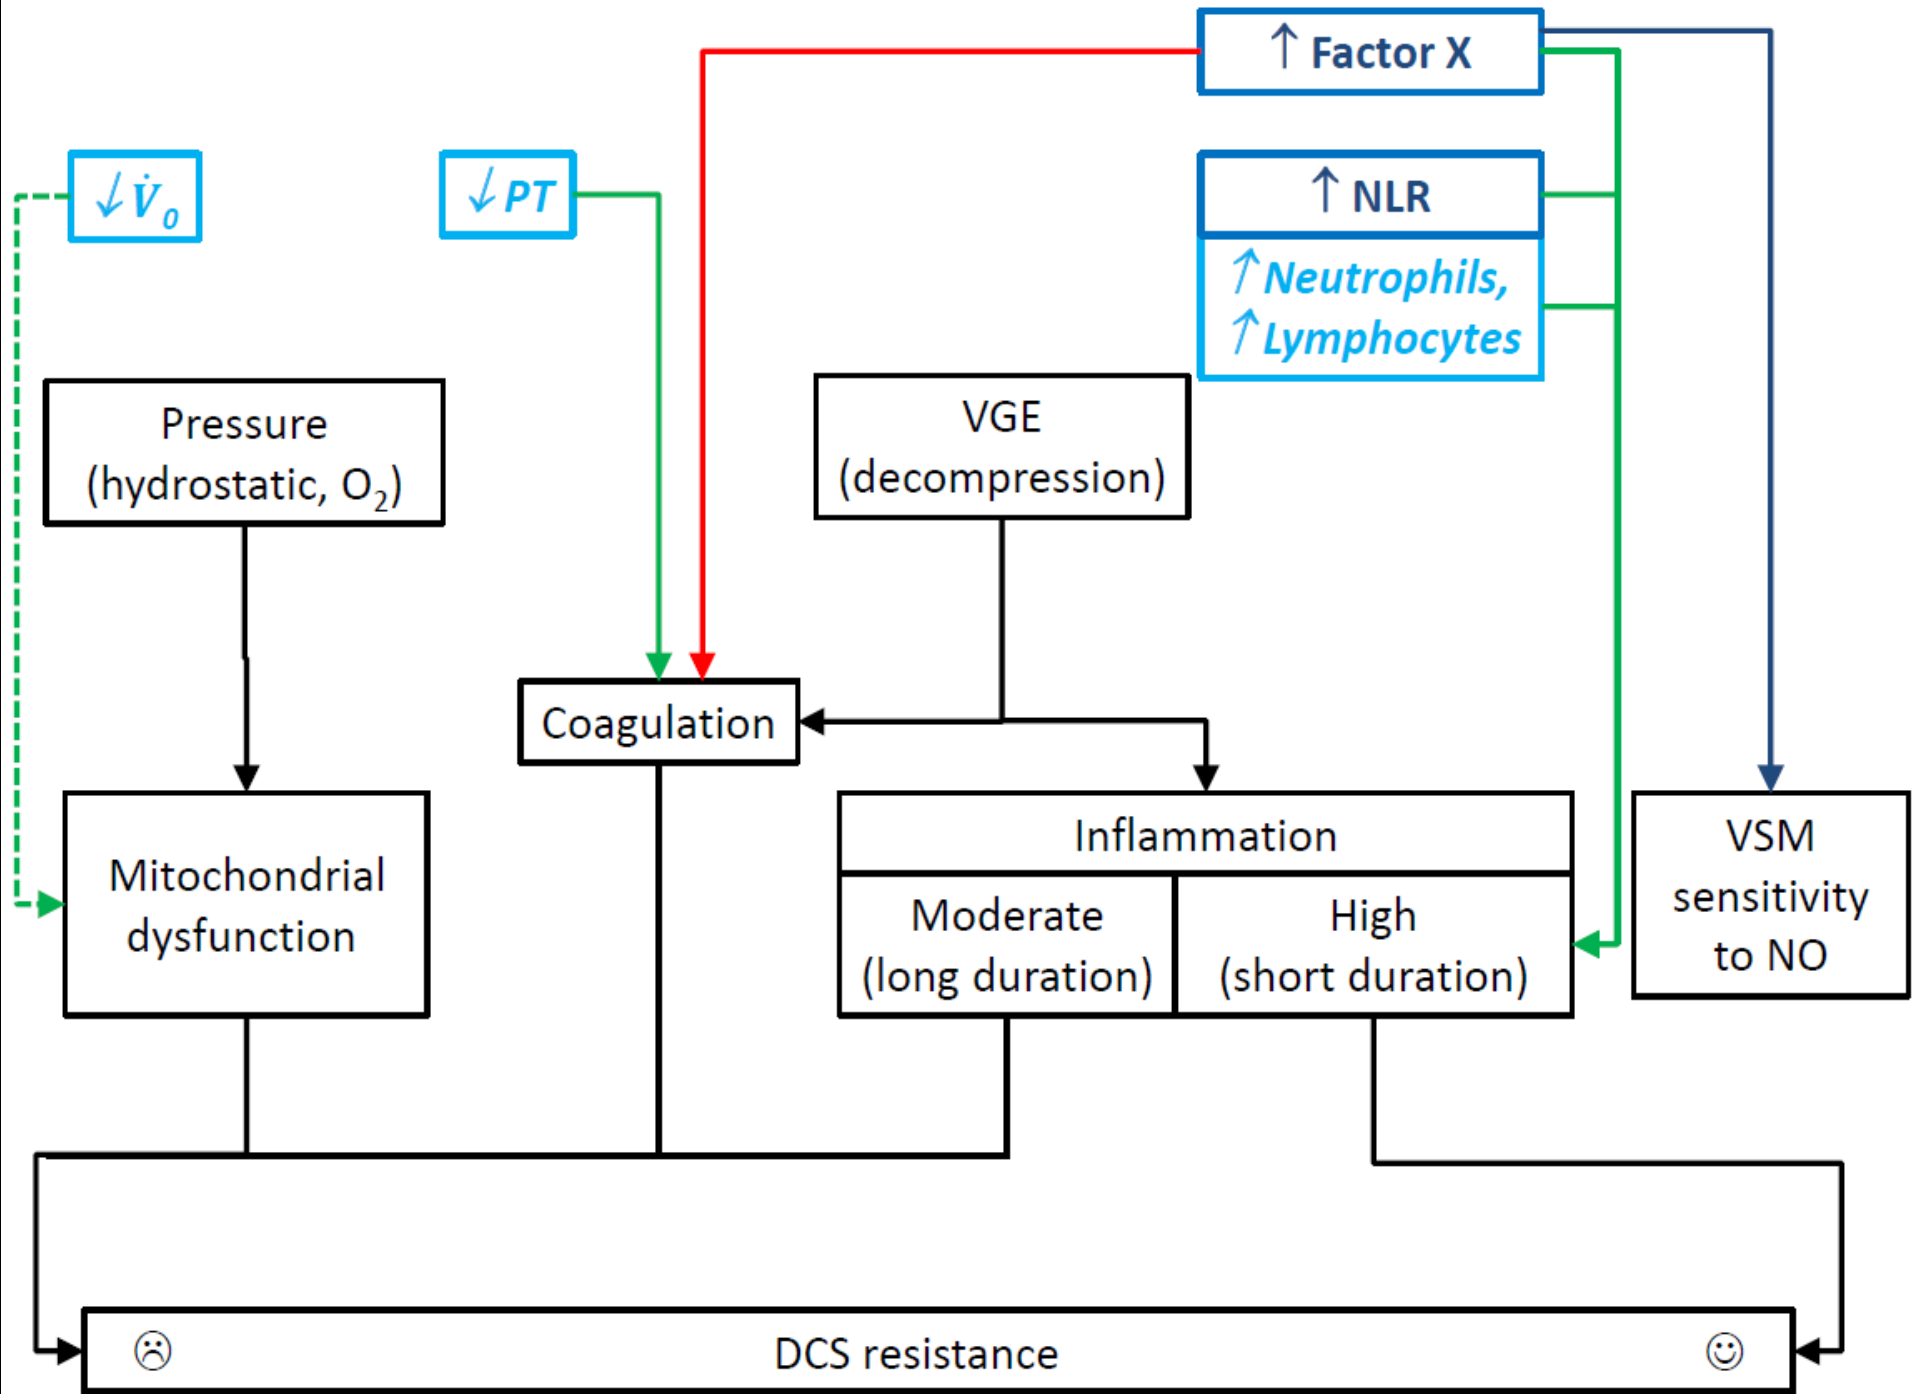 ↑ Factor X
↓ V̇₀
↓ PT
↑ NLR
↑ Neutrophils,
↑ Lymphocytes
Pressure
(hydrostatic, O₂)
VGE
(decompression)
Coagulation
Mitochondrial
dysfunction
Inflammation
Moderate
(long duration)
High
(short duration)
VSM
sensitivity
to NO
☹ DCS resistance ☺